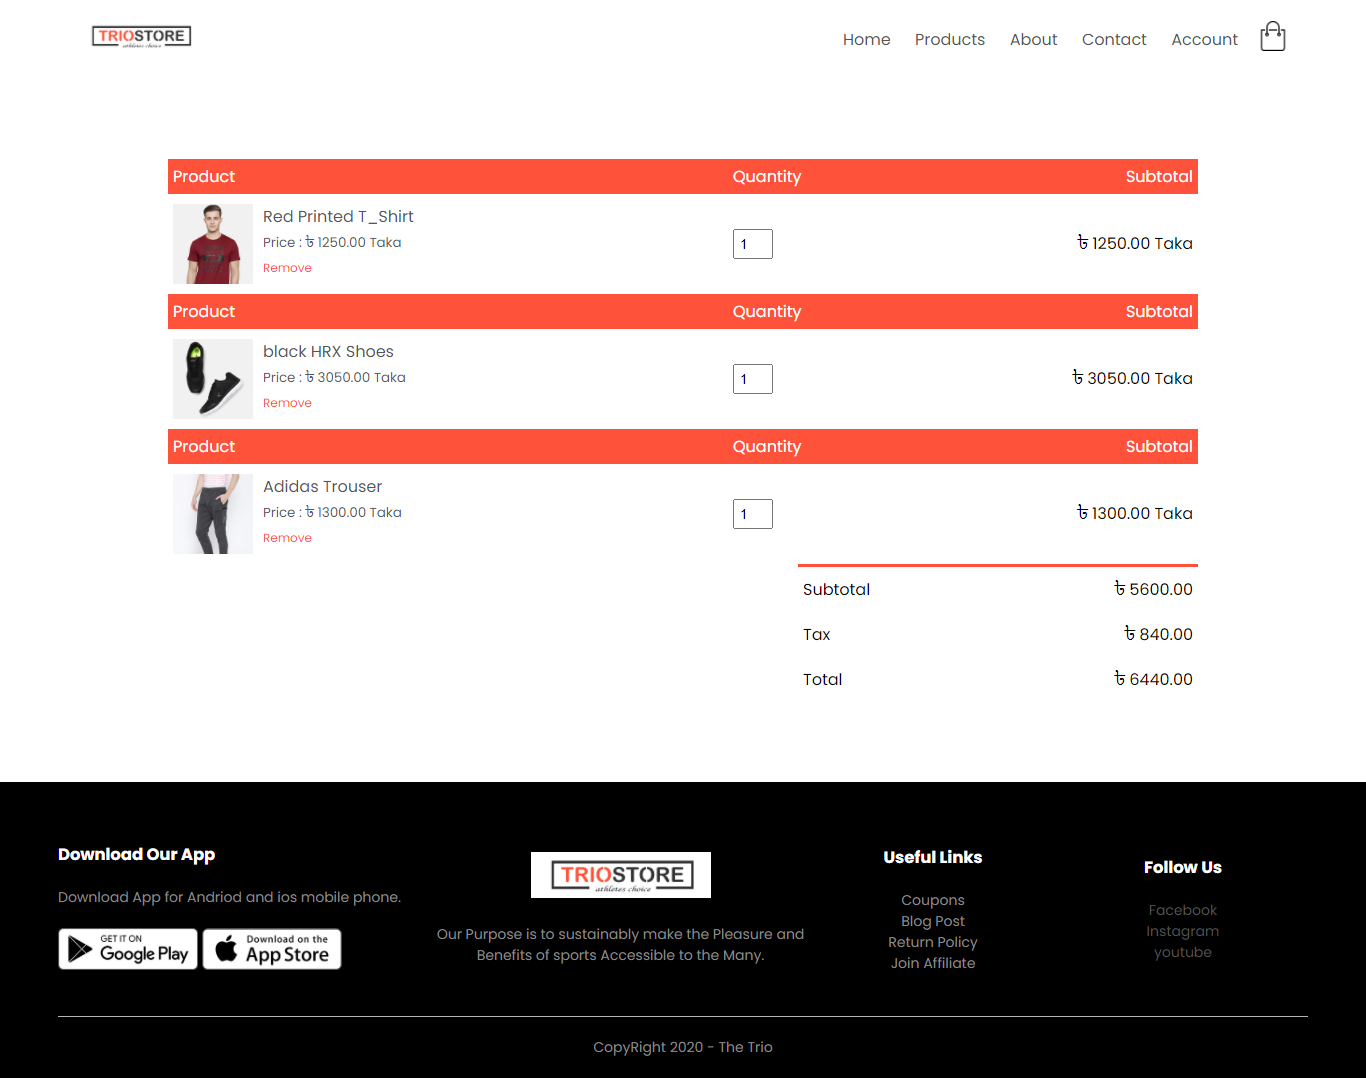 TRIOSTORE
athletes choice
Home Products About Contact Account
Product Quantity Subtotal
Red Printed T_Shirt
Price : ৳ 1250.00 Taka
Remove
1
৳ 1250.00 Taka
Product Quantity Subtotal
black HRX Shoes
Price : ৳ 3050.00 Taka
Remove
1
৳ 3050.00 Taka
Product Quantity Subtotal
Adidas Trouser
Price : ৳ 1300.00 Taka
Remove
1
৳ 1300.00 Taka
Subtotal ৳ 5600.00
Tax ৳ 840.00
Total ৳ 6440.00
Download Our App
Download App for Andriod and ios mobile phone.
GET IT ON
Google Play
Download on the
App Store
TRIOSTORE
athletes choice
Our Purpose is to sustainably make the Pleasure and
Benefits of sports Accessible to the Many.
Useful Links
Coupons
Blog Post
Return Policy
Join Affiliate
Follow Us
Facebook
Instagram
youtube
CopyRight 2020 - The Trio